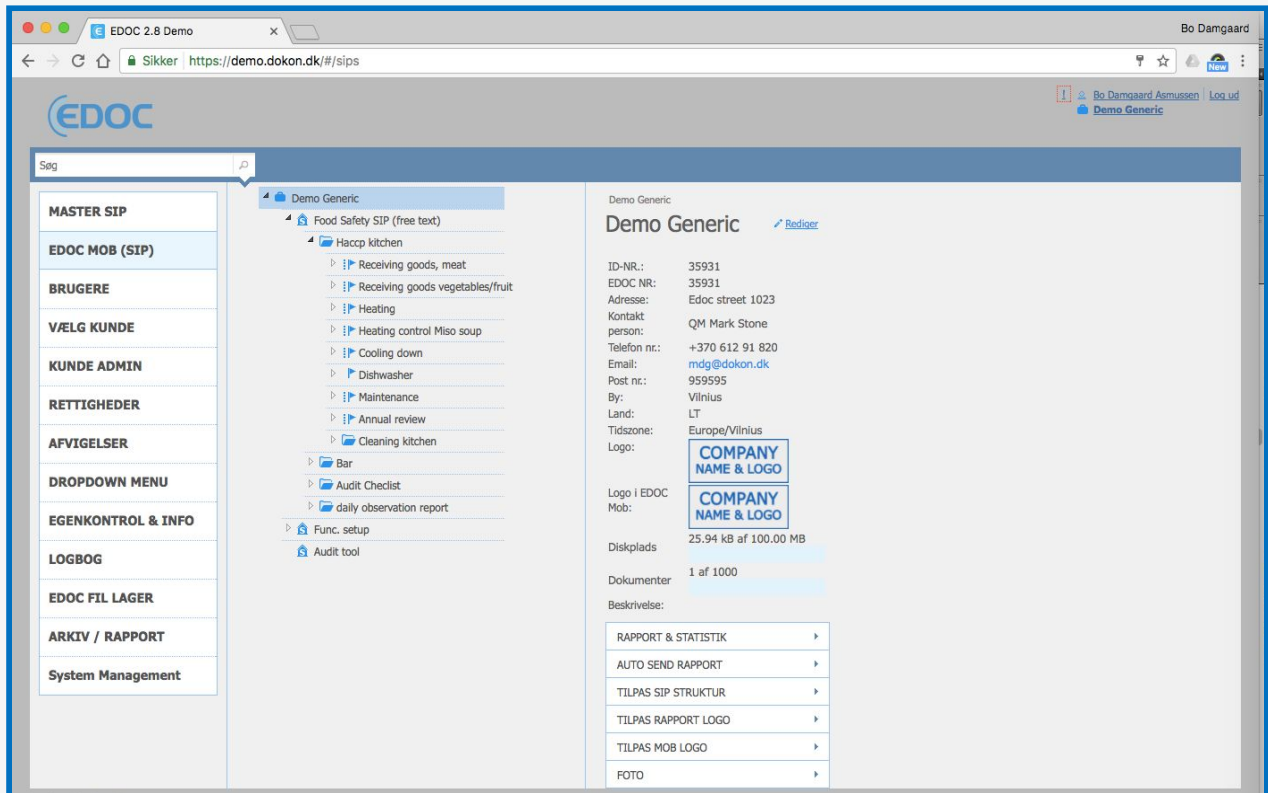 EDOC 2.8 Demo
Bo Damgaard
Sikker https://demo.dokon.dk/#/sips
New
EDOC
! Bo Damgaard Asmussen Log ud
Demo Generic
Søg
MASTER SIP
EDOC MOB (SIP)
BRUGERE
VÆLG KUNDE
KUNDE ADMIN
RETTIGHEDER
AFVIGELSER
DROPDOWN MENU
EGENKONTROL & INFO
LOGBOG
EDOC FIL LAGER
ARKIV / RAPPORT
System Management
Demo Generic
Food Safety SIP (free text)
Haccp kitchen
Receiving goods, meat
Receiving goods vegetables/fruit
Heating
Heating control Miso soup
Cooling down
Dishwasher
Maintenance
Annual review
Cleaning kitchen
Bar
Audit Checlist
daily observation report
Func. setup
Audit tool
Demo Generic
Demo Generic Rediger
ID-NR.: 35931
EDOC NR: 35931
Adresse: Edoc street 1023
Kontakt
person: QM Mark Stone
Telefon nr.: +370 612 91 820
Email: mdg@dokon.dk
Post nr.: 959595
By: Vilnius
Land: LT
Tidszone: Europe/Vilnius
Logo:
COMPANY
NAME & LOGO
Logo i EDOC
Mob:
COMPANY
NAME & LOGO
Diskplads 25.94 kB af 100.00 MB
Dokumenter 1 af 1000
Beskrivelse:
RAPPORT & STATISTIK
AUTO SEND RAPPORT
TILPAS SIP STRUKTUR
TILPAS RAPPORT LOGO
TILPAS MOB LOGO
FOTO